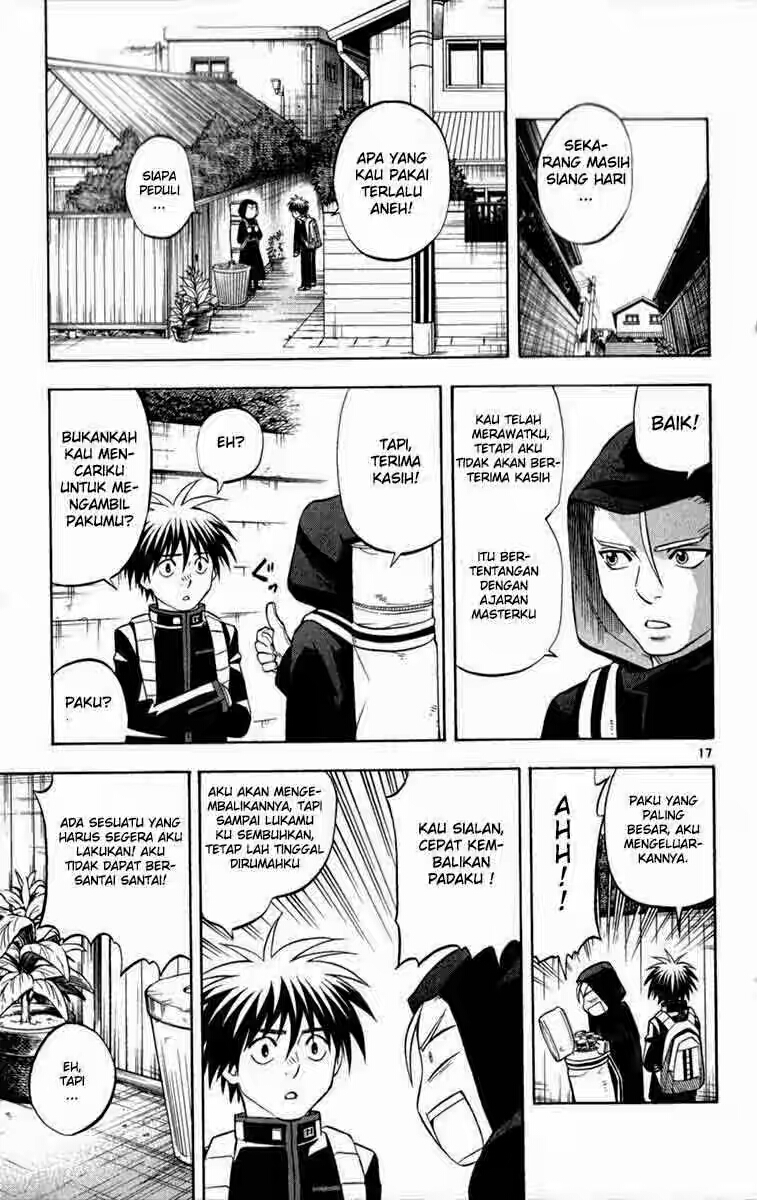 SEKA-
RANG MASIH
SIANG HARI
...
APA YANG
KAU PAKAI
TERLALU
ANEH!
SIAPA
PEDULI
...
BAIK!
KAU TELAH
MERAWATKU,
TETAPI AKU
TIDAK AKAN BER-
TERIMA KASIH
ITU BER-
TENTANGAN
DENGAN
AJARAN
MASTERKU
TAPI,
TERIMA
KASIH!
EH?
BUKANKAH
KAU MEN-
CARIKU
UNTUK ME-
NGAMBIL
PAKUMU?
ぐっ
PAKU?
17
PAKU YANG
PALING
BESAR, AKU
MENGELUAR-
KANNYA.
AHH!!
KAU SIALAN,
CEPAT KEM-
BALIKAN
PADAKU !
AKU AKAN MENGE-
MBALIKANNYA, TAPI
SAMPAI LUKAMU
KU SEMBUHKAN,
TETAP LAH TINGGAL
DIRUMAHKU
ADA SESUATU YANG
HARUS SEGERA AKU
LAKUKAN! AKU
TIDAK DAPAT BER-
SANTAI SANTAI!
EH,
TAPI
...